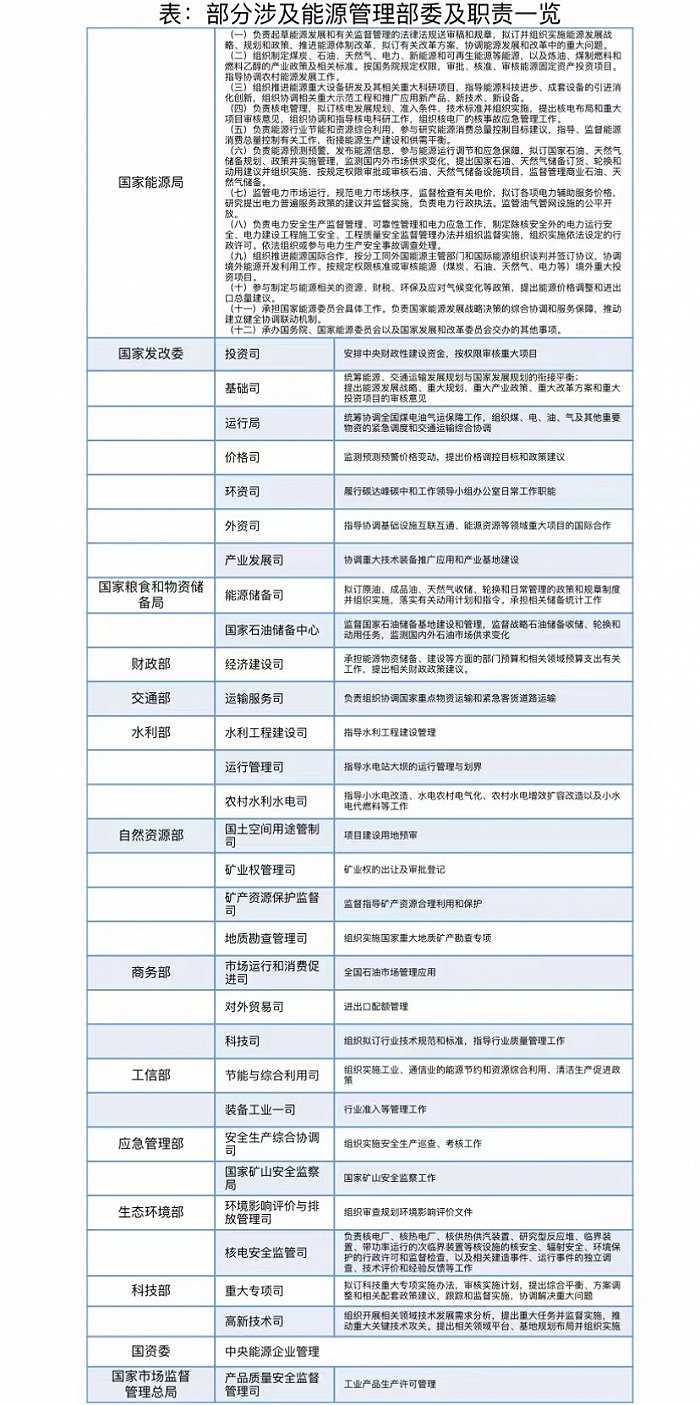 表：部分涉及能源管理部委及职责一览
国家能源局
（一）负责起草能源发展和有关监督管理的法律法规送审稿和规章，拟订并组织实施能源发展战
略、规划和政策，推进能源体制改革，拟订有关改革方案，协调能源发展和改革中的重大问题。
（二）组织制定煤炭、石油、天然气、电力、新能源和可再生能源等能源，以及炼油、煤制燃料和
燃料乙醇的产业政策及相关标准。按国务院规定权限，审批、核准、审核能源固定资产投资项目。
指导协调农村能源发展工作。
（三）组织推进能源重大设备研发及其相关重大科研项目，指导能源科技进步、成套设备的引进消
化创新，组织协调相关重大示范工程和推广应用新产品、新技术、新设备。
（四）负责核电管理，拟订核电发展规划、准入条件、技术标准并组织实施，提出核电布局和重大
项目审核意见，组织协调和指导核电科研工作，组织核电厂的核事故应急管理工作。
（五）负责能源行业节能和资源综合利用，参与研究能源消费总量控制目标建议，指导、监督能源
消费总量控制有关工作，衔接能源生产建设和供需平衡。
（六）负责能源预测预警，发布能源信息，参与能源运行调节和应急保障，拟订国家石油、天然气
储备规划、政策并实施管理，监测国内外市场供求变化，提出国家石油、天然气储备订货、轮换和
动用建议并组织实施，按规定权限审批或审核石油、天然气储备设施项目，监督管理商业石油、天
然气储备。
（七）监管电力市场运行，规范电力市场秩序，监督检查有关电价，拟订各项电力辅助服务价格，
研究提出电力普遍服务政策的建议并监督实施，负责电力行政执法。监管油气管网设施的公平开
放。
（八）负责电力安全生产监督管理、可靠性管理和电力应急工作，制定除核安全外的电力运行安
全、电力建设工程施工安全、工程质量安全监督管理办法并组织监督实施，组织实施依法设定的行
政许可。依法组织或参与电力生产安全事故调查处理。
（九）组织推进能源国际合作，按分工同外国能源主管部门和国际能源组织谈判并签订协议，协调
境外能源开发利用工作。按规定权限核准或审核能源（煤炭、石油、天然气、电力等）境外重大投
资项目。
（十）参与制定与能源相关的资源、财税、环保及应对气候变化等政策，提出能源价格调整和进出
口总量建议。
（十一）承担国家能源委员会具体工作。负责国家能源发展战略决策的综合协调和服务保障，推动
建立健全协调联动机制。
（十二）承办国务院、国家能源委员会以及国家发展和改革委员会交办的其他事项。
国家发改委
投资司
安排中央财政性建设资金，按权限审核重大项目
基础司
统筹能源、交通运输发展规划与国家发展规划的衔接平衡；
提出能源发展战略、重大规划、重大产业政策、重大改革方案和重大
投资项目的审核意见
运行局
统筹协调全国煤电油气运保障工作，组织煤、电、油、气及其他重要
物资的紧急调度和交通运输综合协调
价格司
监测预测预警价格变动，提出价格调控目标和政策建议
环资司
履行碳达峰碳中和工作领导小组办公室日常工作职能
外资司
指导协调基础设施互联互通、能源资源等领域重大项目的国际合作
产业发展司
协调重大技术装备推广应用和产业基地建设
国家粮食和物资储
备局
能源储备司
拟订原油、成品油、天然气收储、轮换和日常管理的政策和规章制度
并组织实施，落实有关动用计划和指令。承担相关储备统计工作
国家石油储备中心
监督国家石油储备基地建设和管理，监督战略石油储备收储、轮换和
动用任务，监测国内外石油市场供求变化
财政部
经济建设司
承担能源物资储备、建设等方面的部门预算和相关领域预算支出有关
工作，提出相关财政政策建议。
交通部
运输服务司
负责组织协调国家重点物资运输和紧急客货道路运输
水利部
水利工程建设司
指导水利工程建设管理
运行管理司
指导水电站大坝的运行管理与划界
农村水利水电司
指导小水电改造、水电农村电气化、农村水电增效扩容改造以及小水
电代燃料等工作
自然资源部
国土空间用途管制
司
项目建设用地预审
矿业权管理司
矿业权的出让及审批登记
矿产资源保护监督
司
监督指导矿产资源合理利用和保护
地质勘查管理司
组织实施国家重大地质矿产勘查专项
商务部
市场运行和消费促
进司
全国石油市场管理应用
对外贸易司
进出口配额管理
科技司
组织拟订行业技术规范和标准，指导行业质量管理工作
工信部
节能与综合利用司
组织实施工业、通信业的能源节约和资源综合利用、清洁生产促进政
策
装备工业一司
行业准入等管理工作
应急管理部
安全生产综合协调
司
组织实施安全生产巡查、考核工作
国家矿山安全监察
局
国家矿山安全监察工作
生态环境部
环境影响评价与排
放管理司
组织审查规划环境影响评价文件
核电安全监管司
负责核电厂、核热电厂、核供热供汽装置、研究型反应堆、临界装
置、带功率运行的次临界装置等核设施的核安全、辐射安全、环境保
护的行政许可和监督检查，以及相关建造事件、运行事件的独立调
查、技术评价和经验反馈等工作
科技部
重大专项司
拟订科技重大专项实施办法，审核实施计划，提出综合平衡、方案调
整和相关配套政策建议，跟踪和监督实施，协调解决重大问题
高新技术司
组织开展相关领域技术发展需求分析，提出重大任务并监督实施，推
动重大关键技术攻关。提出相关领域平台、基地规划布局并组织实施
国资委
中央能源企业管理
国家市场监督
管理总局
产品质量安全监督
管理司
工业产品生产许可管理